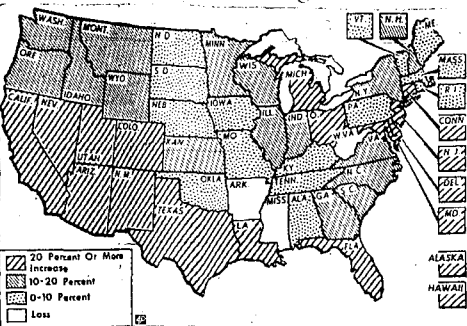 VT.
N.H.
ME.
WASH.
MONT.
N D.
MINN
ORE.
IDAHO
WYO
S D.
WIS
MICH
N.Y.
MASS
R I.
CONN
N J.
DEL
MD.
NEB
IOWA
PA
CALIF.
NEV
UTAH
COLO
KAN
MO
ILL
IND
O.
W.VA
VA
KY
N C
TENN
ARIZ
N M.
OKLA
ARK.
S.C.
TEXAS
LA
MISS
ALA.
GA
FLA
ALASKA
HAWAII
20 Percent Or More
Increase
10-20 Percent
0-10 Percent
Loss
AP